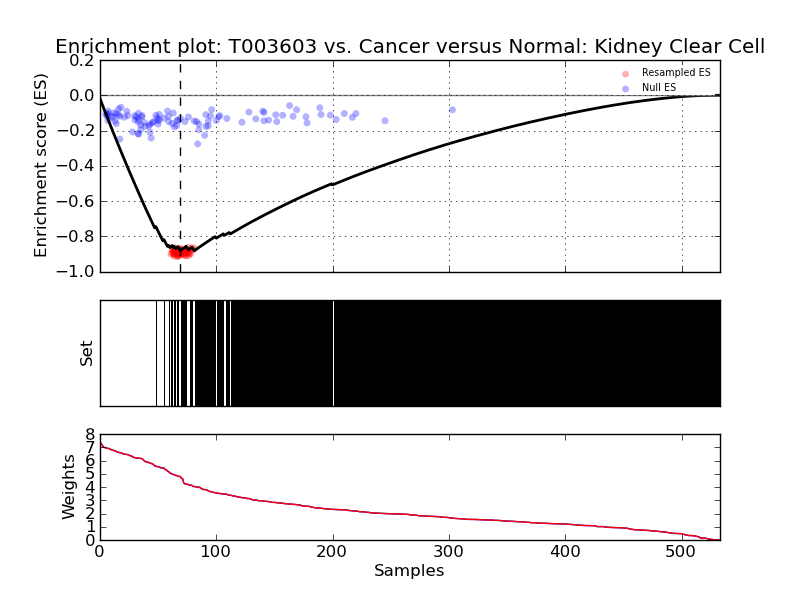 Enrichment plot: T003603 vs. Cancer versus Normal: Kidney Clear Cell
Enrichment score (ES)
0.2
0.0
−0.2
−0.4
−0.6
−0.8
−1.0
Resampled ES
Null ES
Set
Weights
8
7
6
5
4
3
2
1
0
0 100 200 300 400 500
Samples